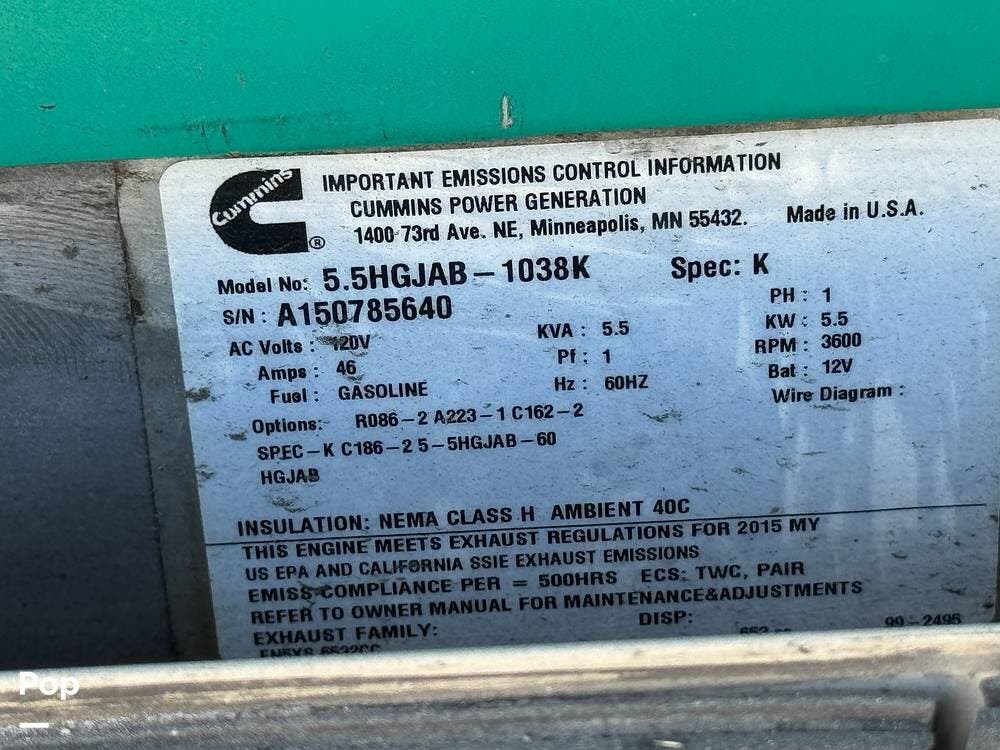 Cummins
®
IMPORTANT EMISSIONS CONTROL INFORMATION
CUMMINS POWER GENERATION
1400 73rd Ave. NE, Minneapolis, MN 55432. Made in U.S.A.
Model No: 5.5HGJAB-1038K Spec: K
S/N : A150785640 PH : 1
AC Volts : 120V KVA : 5.5 KW : 5.5
Amps : 46 Pf : 1 RPM : 3600
Fuel : GASOLINE Hz : 60HZ Bat : 12V
Wire Diagram :
Options: R086-2 A223-1 C162-2
SPEC-K C186-2 5-5HGJAB-60
HGJAB
INSULATION: NEMA CLASS H AMBIENT 40C
THIS ENGINE MEETS EXHAUST REGULATIONS FOR 2015 MY
US EPA AND CALIFORNIA SSIE EXHAUST EMISSIONS
EMISS-COMPLIANCE PER = 500HRS ECS: TWC, PAIR
REFER TO OWNER MANUAL FOR MAINTENANCE&ADJUSTMENTS
EXHAUST FAMILY: DISP: 99-2495
Pop